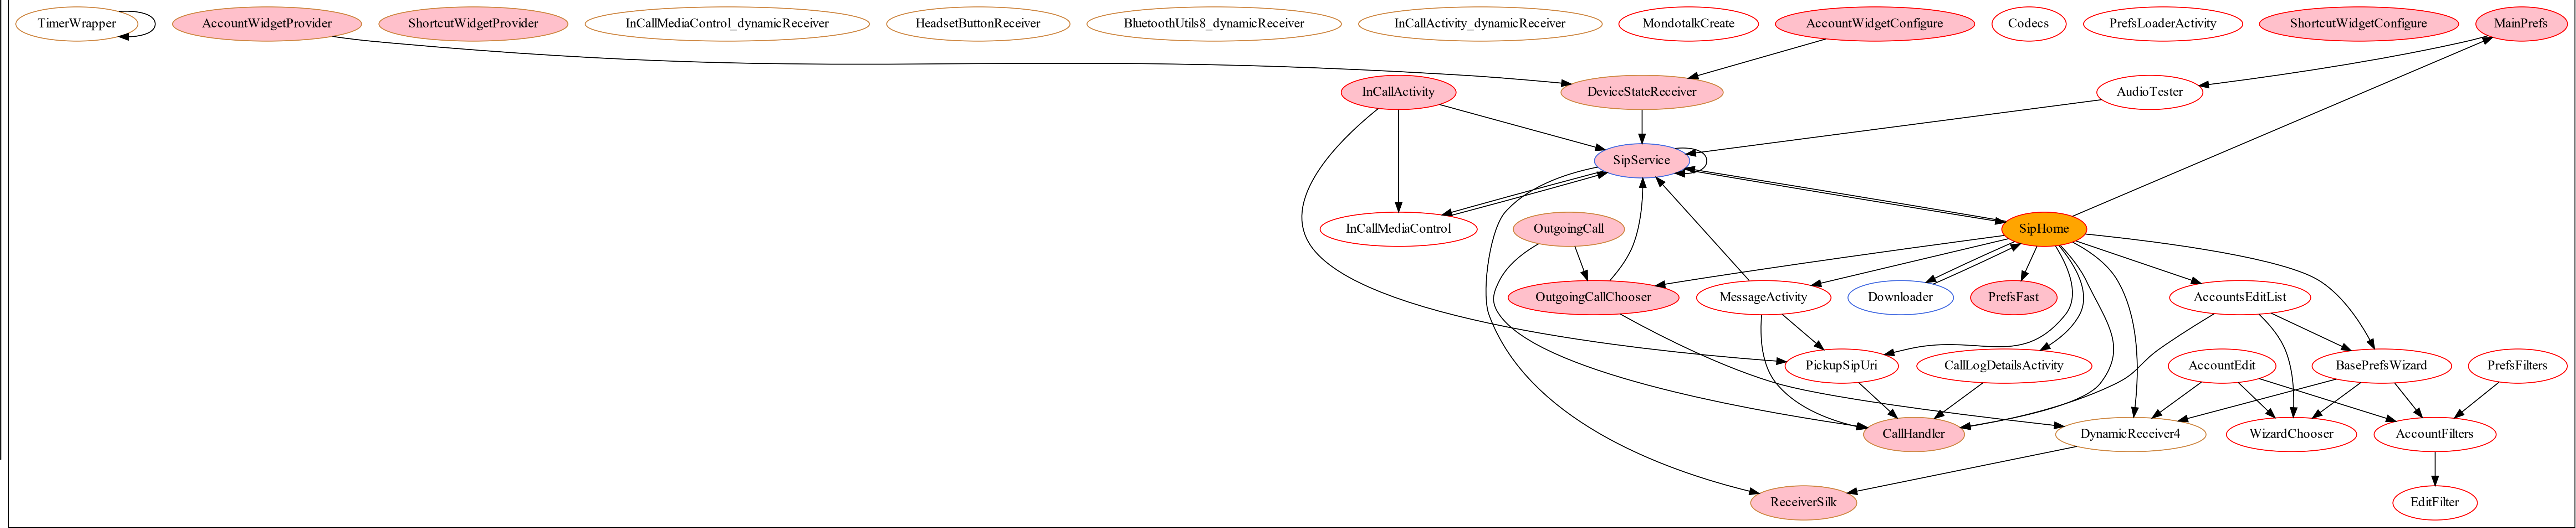 TimerWrapper
AccountWidgetProvider
ShortcutWidgetProvider
InCallMediaControl_dynamicReceiver
HeadsetButtonReceiver
BluetoothUtils8_dynamicReceiver
InCallActivity_dynamicReceiver
MondotalkCreate
AccountWidgetConfigure
Codecs
PrefsLoaderActivity
ShortcutWidgetConfigure
MainPrefs
InCallActivity
DeviceStateReceiver
AudioTester
SipService
InCallMediaControl
OutgoingCall
SipHome
OutgoingCallChooser
MessageActivity
Downloader
PrefsFast
AccountsEditList
PickupSipUri
CallLogDetailsActivity
AccountEdit
BasePrefsWizard
PrefsFilters
CallHandler
DynamicReceiver4
WizardChooser
AccountFilters
ReceiverSilk
EditFilter